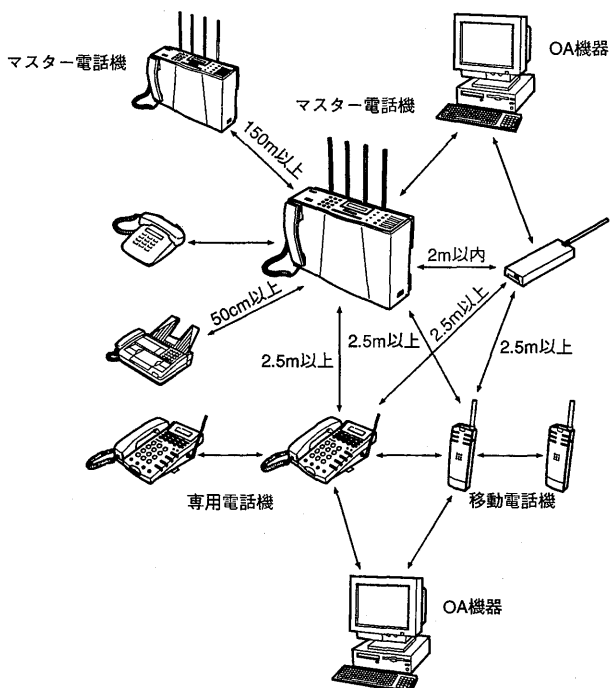 OA機器
マスター電話機
マスター電話機
150m以上
2m以内
50cm以上
2.5m以上
2.5m以上
2.5m以上
2.5m以上
専用電話機
移動電話機
OA機器